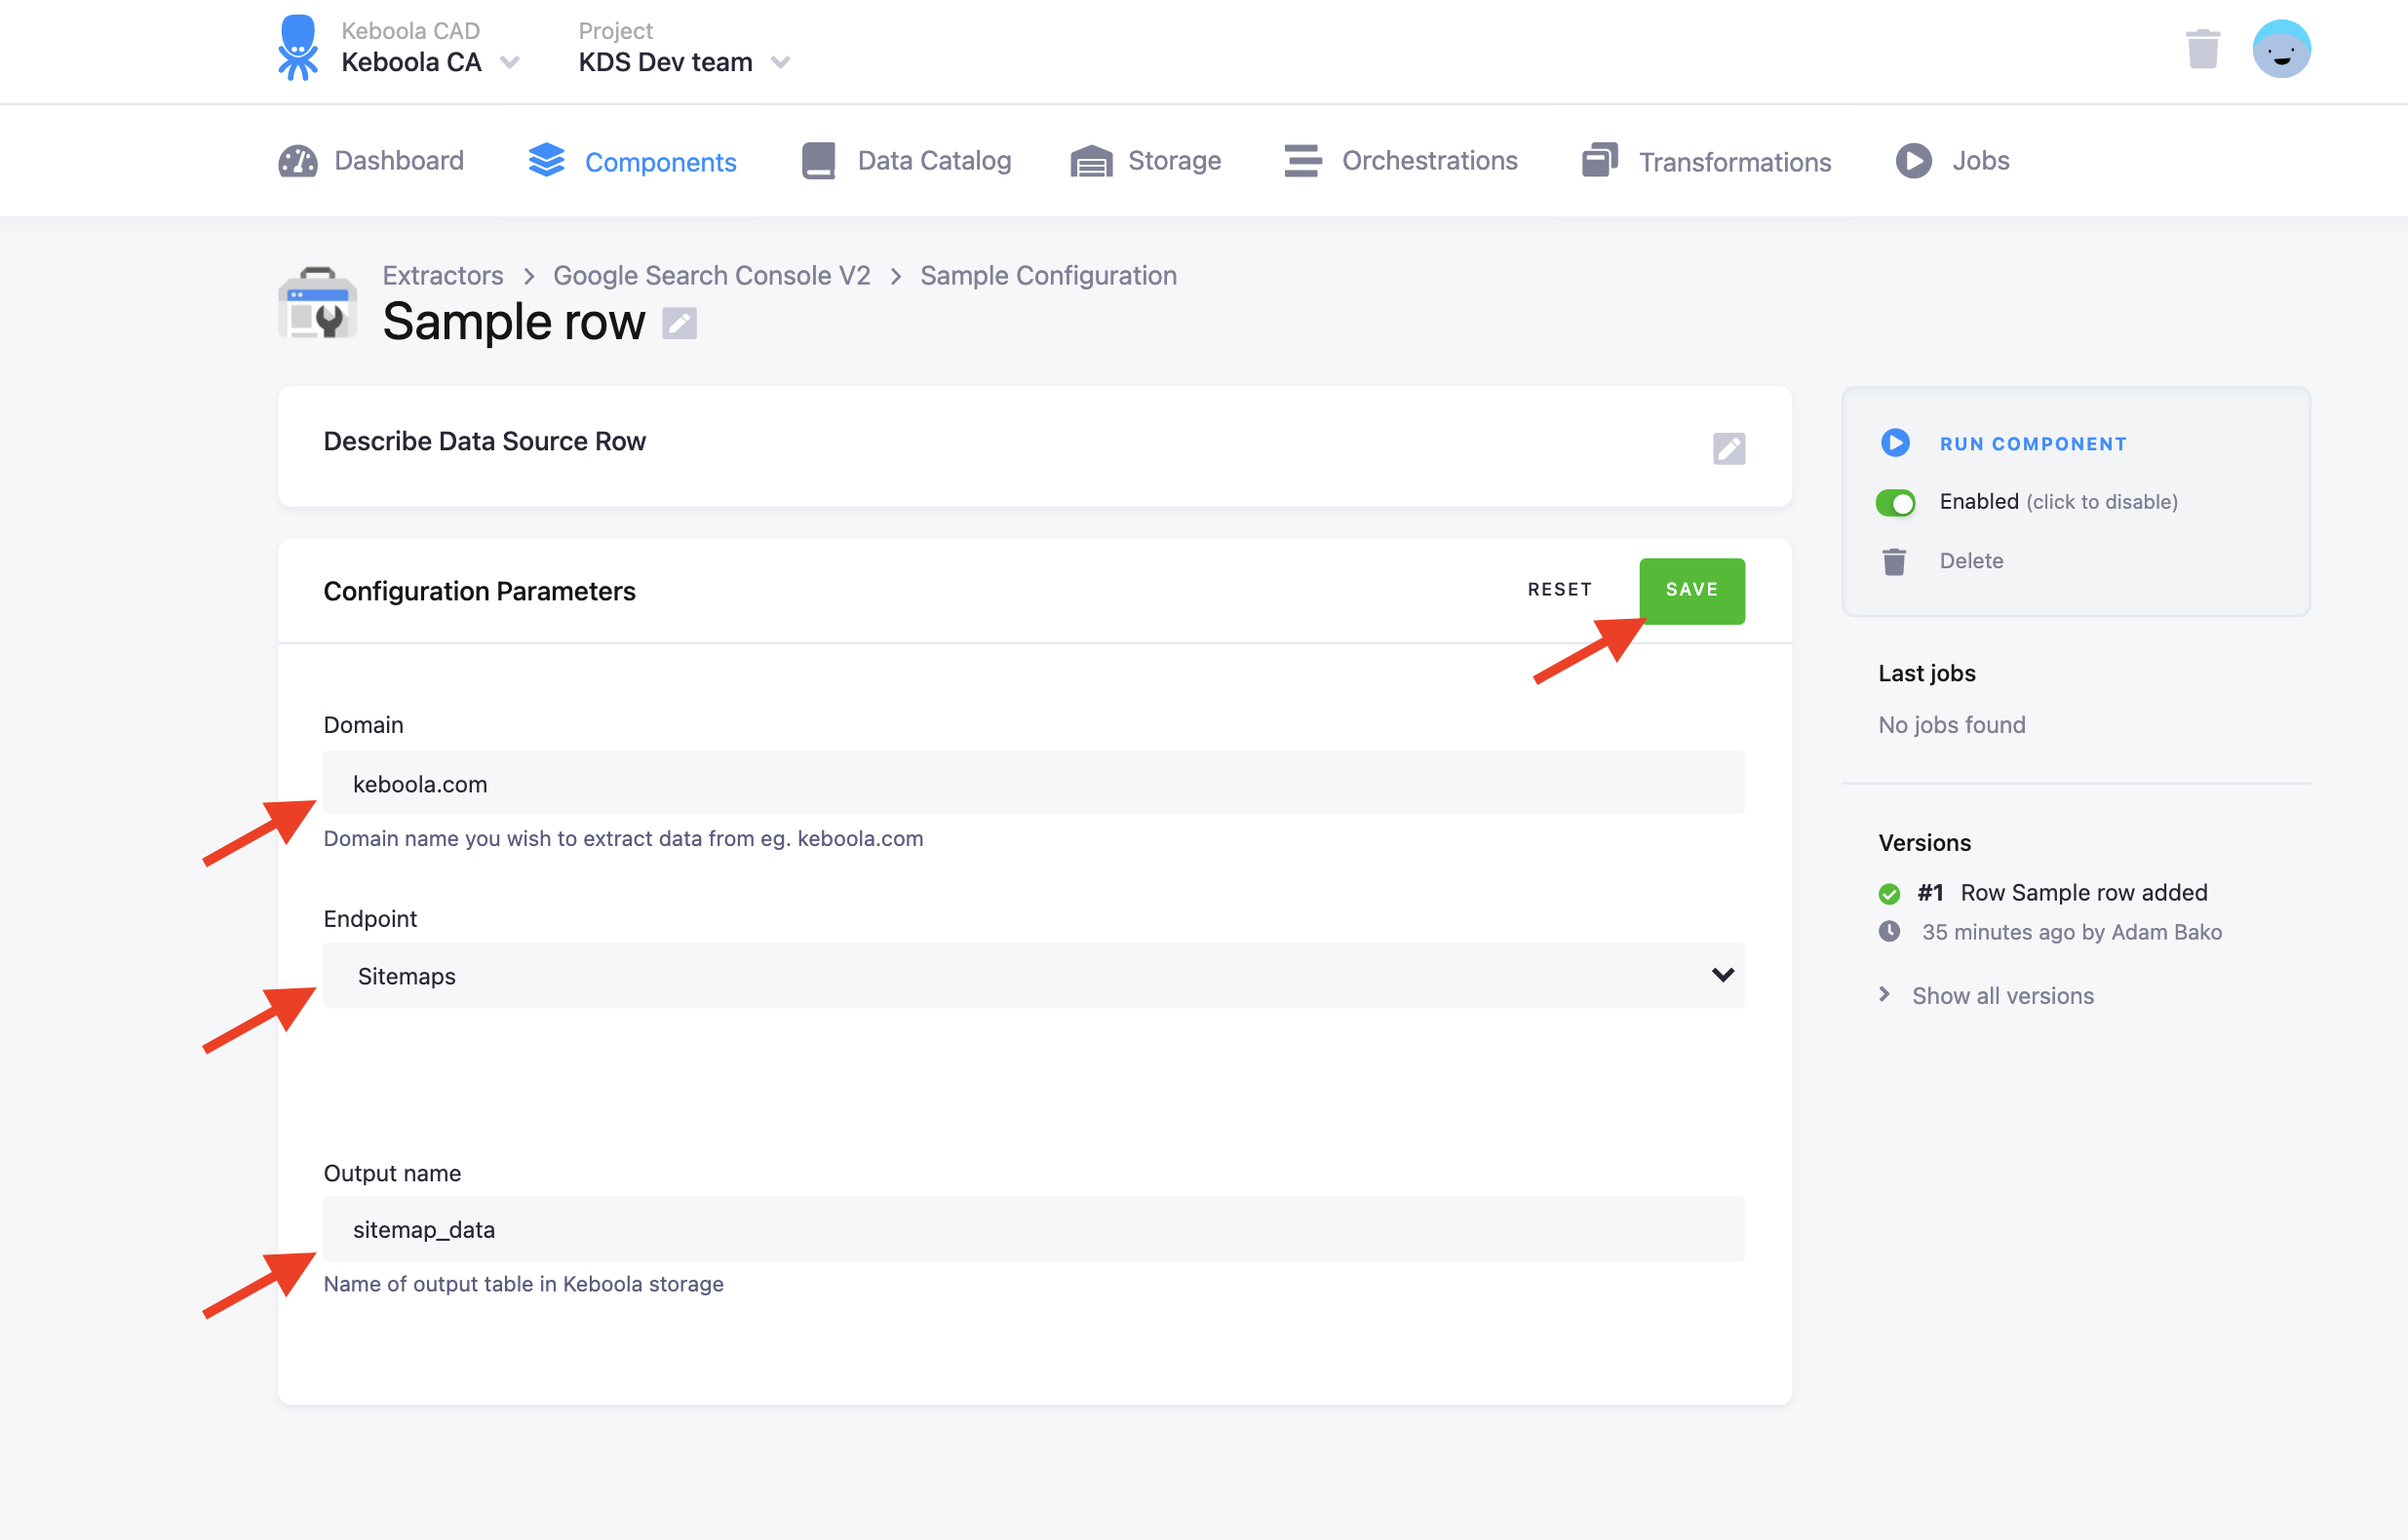 Keboola CAD
Keboola CA
Project
KDS Dev team
Dashboard
Components
Data Catalog
Storage
Orchestrations
Transformations
Jobs
Extractors > Google Search Console V2 > Sample Configuration
Sample row
Describe Data Source Row
Configuration Parameters
RESET
SAVE
Domain
keboola.com
Domain name you wish to extract data from eg. keboola.com
Endpoint
Sitemaps
Output name
sitemap_data
Name of output table in Keboola storage
RUN COMPONENT
Enabled (click to disable)
Delete
Last jobs
No jobs found
Versions
#1 Row Sample row added
35 minutes ago by Adam Bako
Show all versions